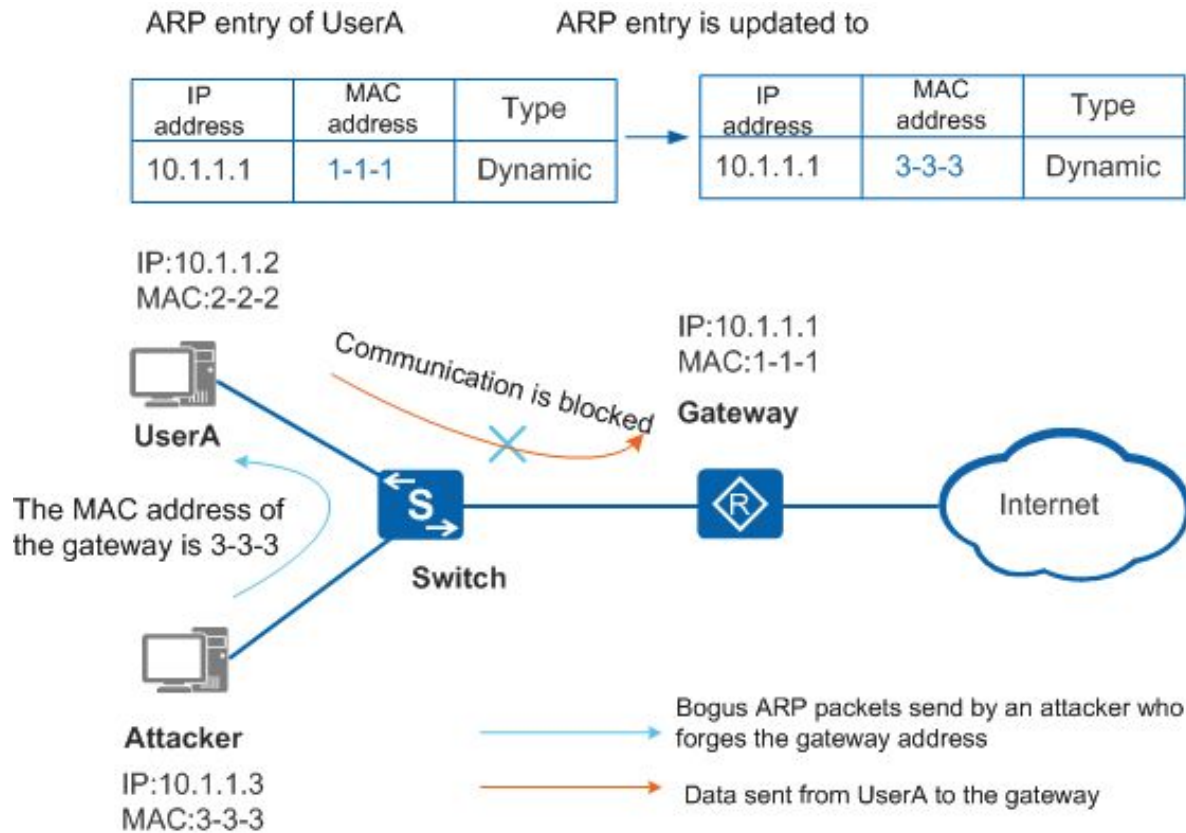 ARP entry of UserA
ARP entry is updated to
IP
address
MAC
address
Type
10.1.1.1
1-1-1
Dynamic
IP
address
MAC
address
Type
10.1.1.1
3-3-3
Dynamic
IP:10.1.1.2
MAC:2-2-2
UserA
Communication is blocked
IP:10.1.1.1
MAC:1-1-1
Gateway
The MAC address of
the gateway is 3-3-3
S
Switch
R
Internet
Attacker
IP:10.1.1.3
MAC:3-3-3
Bogus ARP packets send by an attacker who
forges the gateway address
Data sent from UserA to the gateway